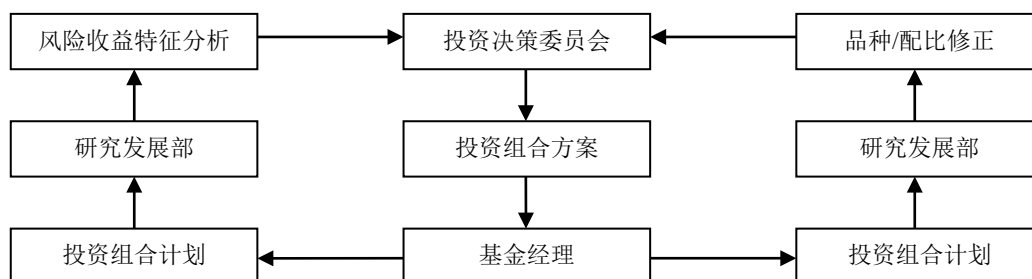 风险收益特征分析
投资决策委员会
品种/配比修正
研究发展部
投资组合方案
研究发展部
投资组合计划
基金经理
投资组合计划